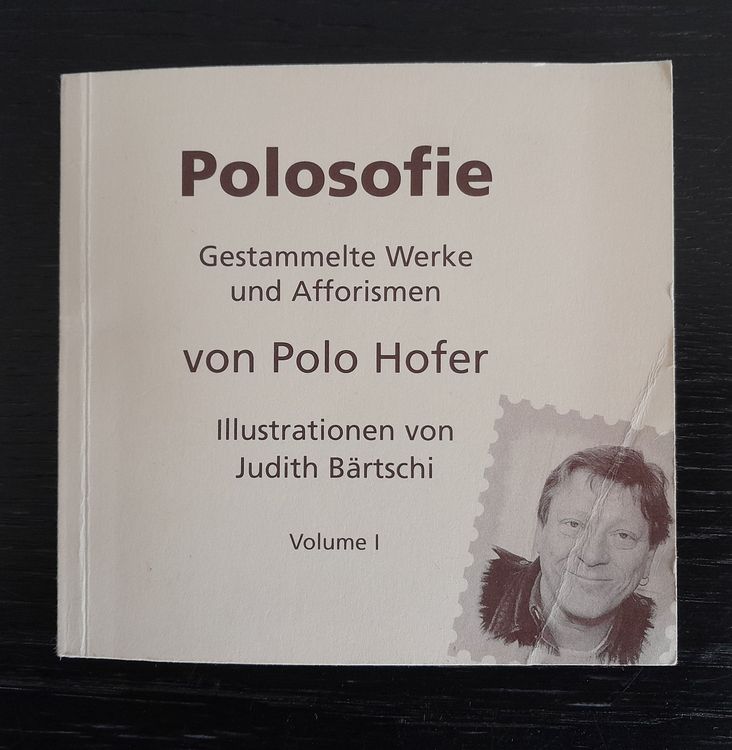 Polosofie
Gestammelte Werke
und Afforismen
von Polo Hofer
Illustrationen von
Judith Bärtschi
Volume I